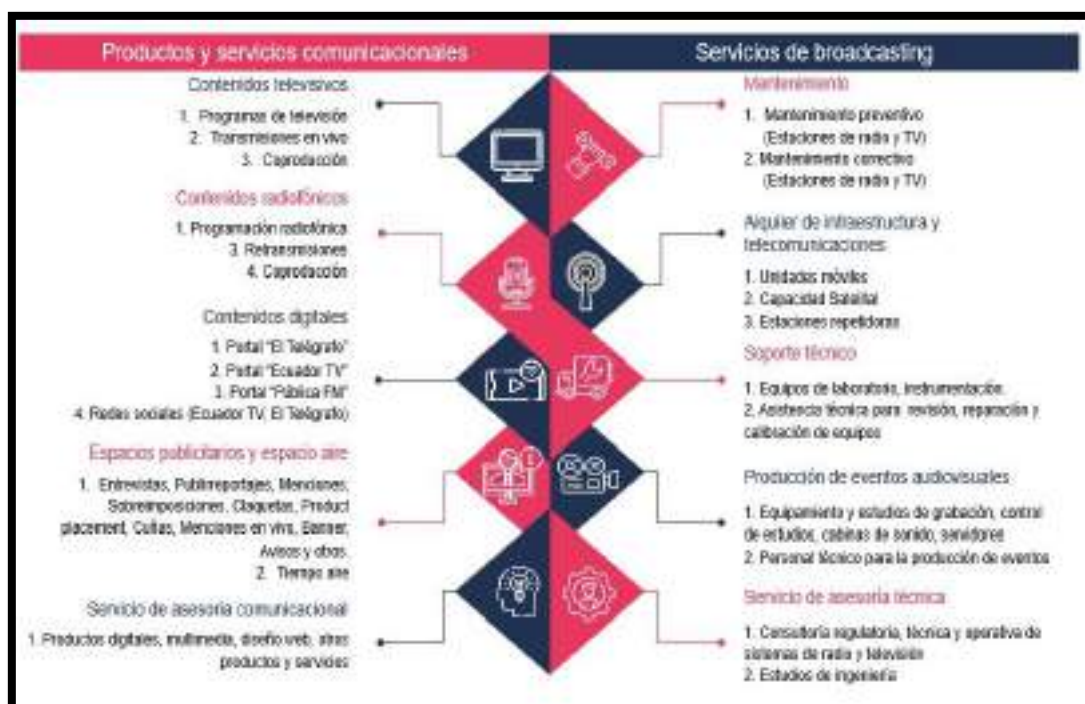 Productos y servicios comunicacionales
Contenidos televisivos
1. Programas de televisión
2. Transmisiones en vivo
3. Coproducción
Contenidos radiofónicos
1. Programación radiofónica
3. Retransmisiones
4. Coproducción
Contenidos digitales
1. Portal "El Telégrafo"
2. Portal "Ecuador TV"
3. Portal "Pública FM"
4. Redes sociales (Ecuador TV, El Telégrafo)
Espacios publicitarios y espacio aire
1. Entrevistas, Publirreportajes, Menciones,
Sobreimposiciones, Claquetas, Product
placement, Cuñas, Menciones en vivo, Banner,
Avisos y otros.
2. Tiempo aire
Servicio de asesoría comunicacional
1. Productos digitales, multimedia, diseño web, otros
productos y servicios
Servicios de broadcasting
Mantenimiento
1. Mantenimiento preventivo
(Estaciones de radio y TV)
2. Mantenimiento correctivo
(Estaciones de radio y TV)
Alquiler de infraestructura y
telecomunicaciones
1. Unidades móviles
2. Capacidad Satelital
3. Estaciones repetidoras
Soporte técnico
1. Equipos de laboratorio, instrumentación.
2. Asistencia técnica para revisión, reparación y
calibración de equipos
Producción de eventos audiovisuales
1. Equipamiento y estudios de grabación, control
de estudios, cabinas de sonido, servidores
2. Personal técnico para la producción de eventos
Servicio de asesoría técnica
1. Consultoría regulatoria, técnica y operativa de
sistemas de radio y televisión
2. Estudios de ingeniería